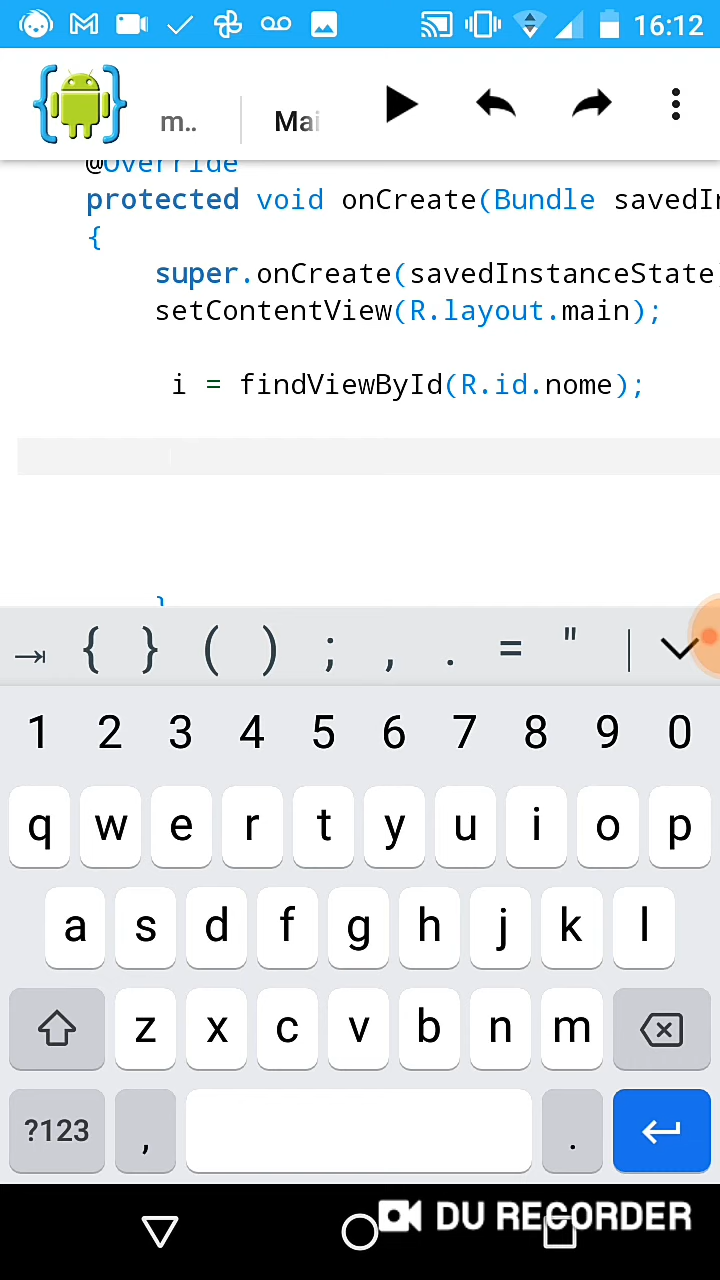 16:12
m..
Mai
@Override
protected void onCreate(Bundle savedIn
{
super.onCreate(savedInstanceState)
setContentView(R.layout.main);
i = findViewById(R.id.nome);
}
{ } ( ) ; , . = " |
1 2 3 4 5 6 7 8 9 0
q w e r t y u i o p
a s d f g h j k l
z x c v b n m
?123 , .
DU RECORDER